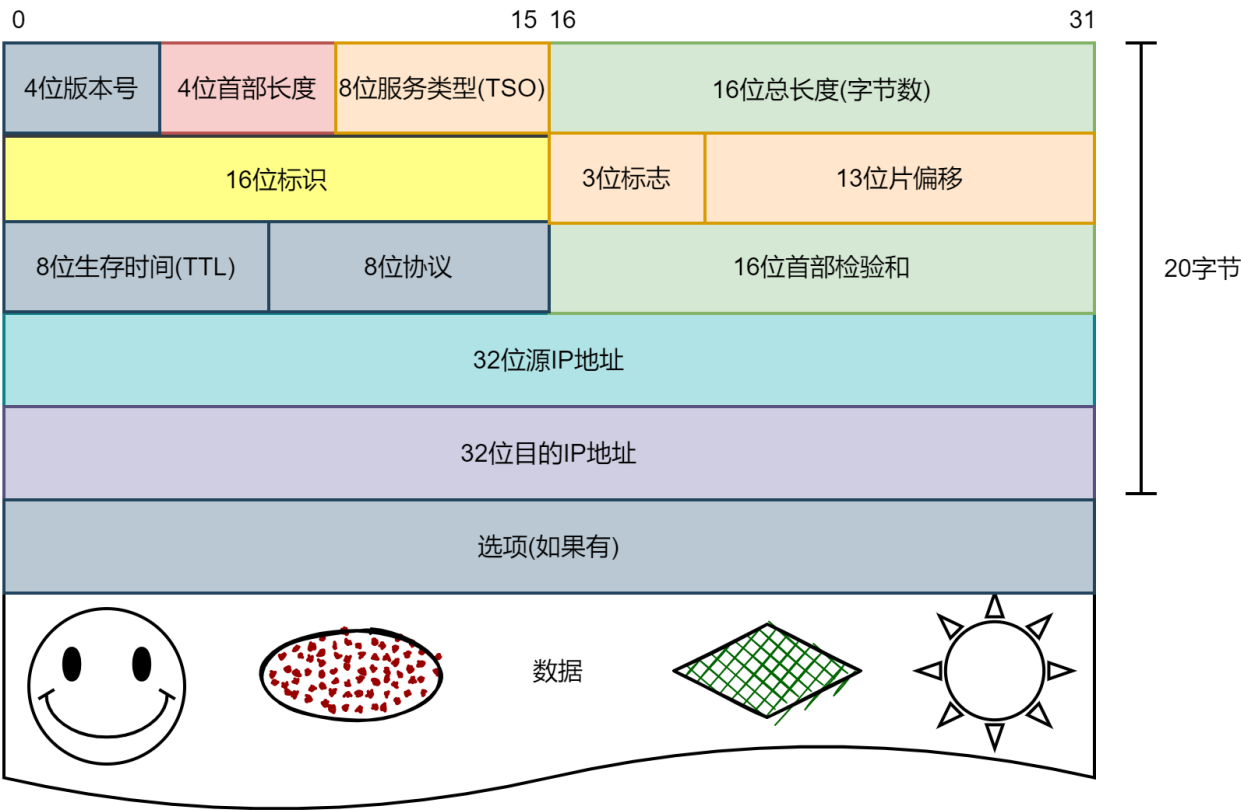 0 15 16 31
4位版本号 4位首部长度 8位服务类型(TSO) 16位总长度(字节数)
16位标识 3位标志 13位片偏移
8位生存时间(TTL) 8位协议 16位首部检验和
20字节
32位源IP地址
32位目的IP地址
选项(如果有)
数据